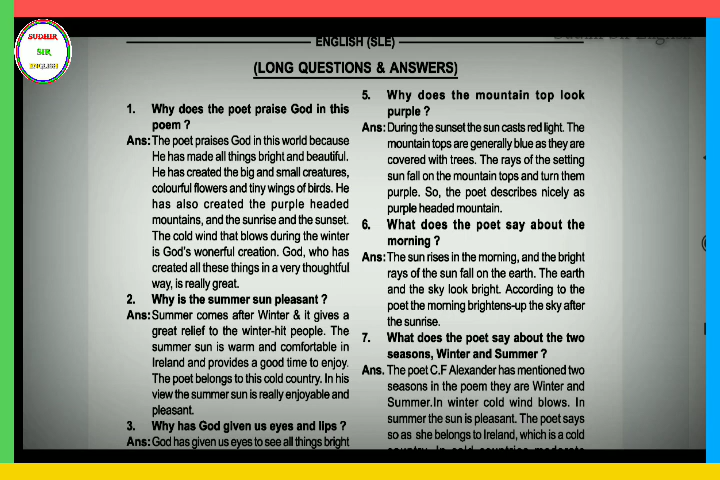 SUDHIR
SIR
ENGLISH
ENGLISH (SLE)
(LONG QUESTIONS & ANSWERS)
1. Why does the poet praise God in this
poem ?
Ans: The poet praises God in this world because
He has made all things bright and beautiful.
He has created the big and small creatures,
colourful flowers and tiny wings of birds. He
has also created the purple headed
mountains, and the sunrise and the sunset.
The cold wind that blows during the winter
is God's wonerful creation. God, who has
created all these things in a very thoughtful
way, is really great.
2. Why is the summer sun pleasant ?
Ans: Summer comes after Winter & it gives a
great relief to the winter-hit people. The
summer sun is warm and comfortable in
Ireland and provides a good time to enjoy.
The poet belongs to this cold country. In his
view the summer sun is really enjoyable and
pleasant.
3. Why has God given us eyes and lips ?
Ans: God has given us eyes to see all things bright
5. Why does the mountain top look
purple ?
Ans: During the sunset the sun casts red light. The
mountain tops are generally blue as they are
covered with trees. The rays of the setting
sun fall on the mountain tops and turn them
purple. So, the poet describes nicely as
purple headed mountain.
6. What does the poet say about the
morning ?
Ans: The sun rises in the morning, and the bright
rays of the sun fall on the earth. The earth
and the sky look bright. According to the
poet the morning brightens-up the sky after
the sunrise.
7. What does the poet say about the two
seasons, Winter and Summer ?
Ans. The poet C.F Alexander has mentioned two
seasons in the poem they are Winter and
Summer.In winter cold wind blows. In
summer the sun is pleasant. The poet says
so as she belongs to Ireland, which is a cold
country. In cold countries moderate